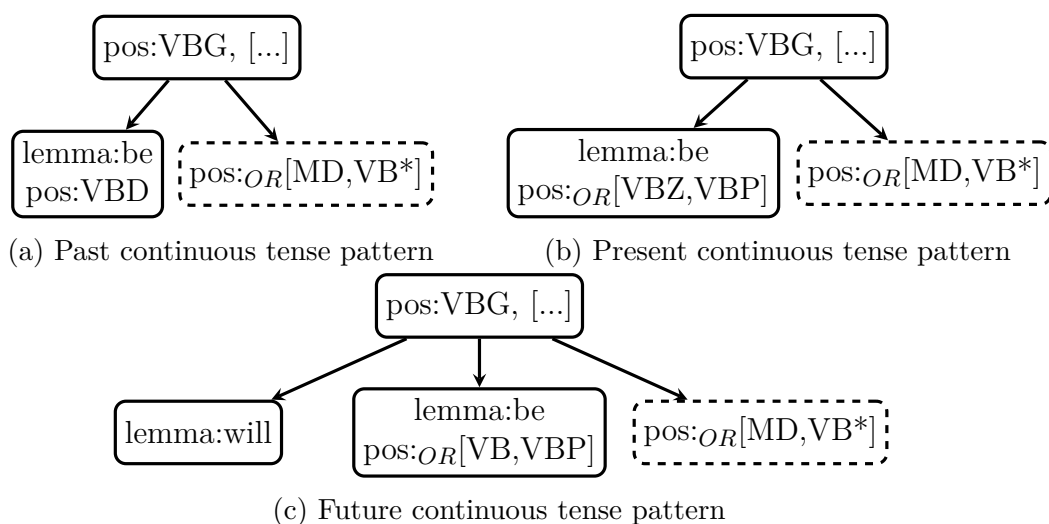 pos:VBG, [...]
lemma:be
pos:VBD
pos:OR[MD,VB*]
(a) Past continuous tense pattern
pos:VBG, [...]
lemma:be
pos:OR[VBZ,VBP]
pos:OR[MD,VB*]
(b) Present continuous tense pattern
pos:VBG, [...]
lemma:will
lemma:be
pos:OR[VB,VBP]
pos:OR[MD,VB*]
(c) Future continuous tense pattern